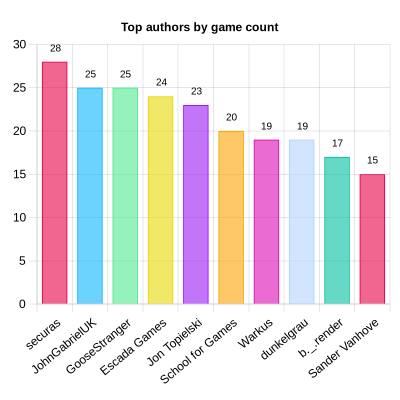 Top authors by game count
30
25
20
15
10
5
0
28
25
25
24
23
20
19
19
17
15
securas
JohnGabrielUK
GooseStranger
Escada Games
Jon Topielski
School for Games
Warkus
dunkelgrau
b._.render
Sander Vanhove